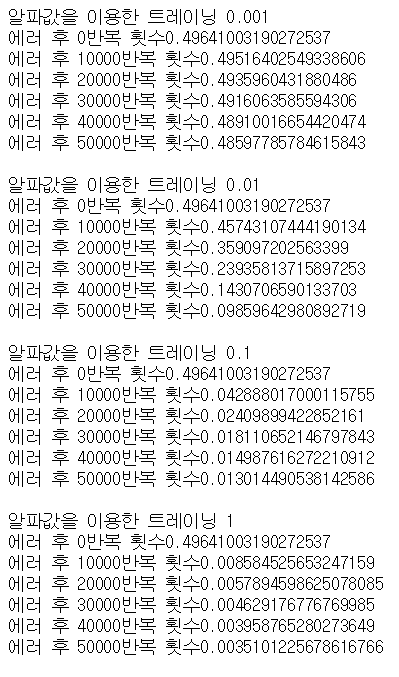 알파값을 이용한 트레이닝 0.001
에러 후 0반복 횟수0.49641003190272537
에러 후 10000반복 횟수0.49516402549338606
에러 후 20000반복 횟수0.4935960431880486
에러 후 30000반복 횟수0.4916063585594306
에러 후 40000반복 횟수0.48910016654420474
에러 후 50000반복 횟수0.48597785784615843
알파값을 이용한 트레이닝 0.01
에러 후 0반복 횟수0.49641003190272537
에러 후 10000반복 횟수0.45743107444190134
에러 후 20000반복 횟수0.359097202563399
에러 후 30000반복 횟수0.23935813715897253
에러 후 40000반복 횟수0.1430706590133703
에러 후 50000반복 횟수0.09859642980892719
알파값을 이용한 트레이닝 0.1
에러 후 0반복 횟수0.49641003190272537
에러 후 10000반복 횟수0.042888017000115755
에러 후 20000반복 횟수0.02409899422852161
에러 후 30000반복 횟수0.018110652146797843
에러 후 40000반복 횟수0.014987616272210912
에러 후 50000반복 횟수0.013014490538142586
알파값을 이용한 트레이닝 1
에러 후 0반복 횟수0.49641003190272537
에러 후 10000반복 횟수0.008584525653247159
에러 후 20000반복 횟수0.0057894598625078085
에러 후 30000반복 횟수0.004629176776769985
에러 후 40000반복 횟수0.003958765280273649
에러 후 50000반복 횟수0.0035101225678616766